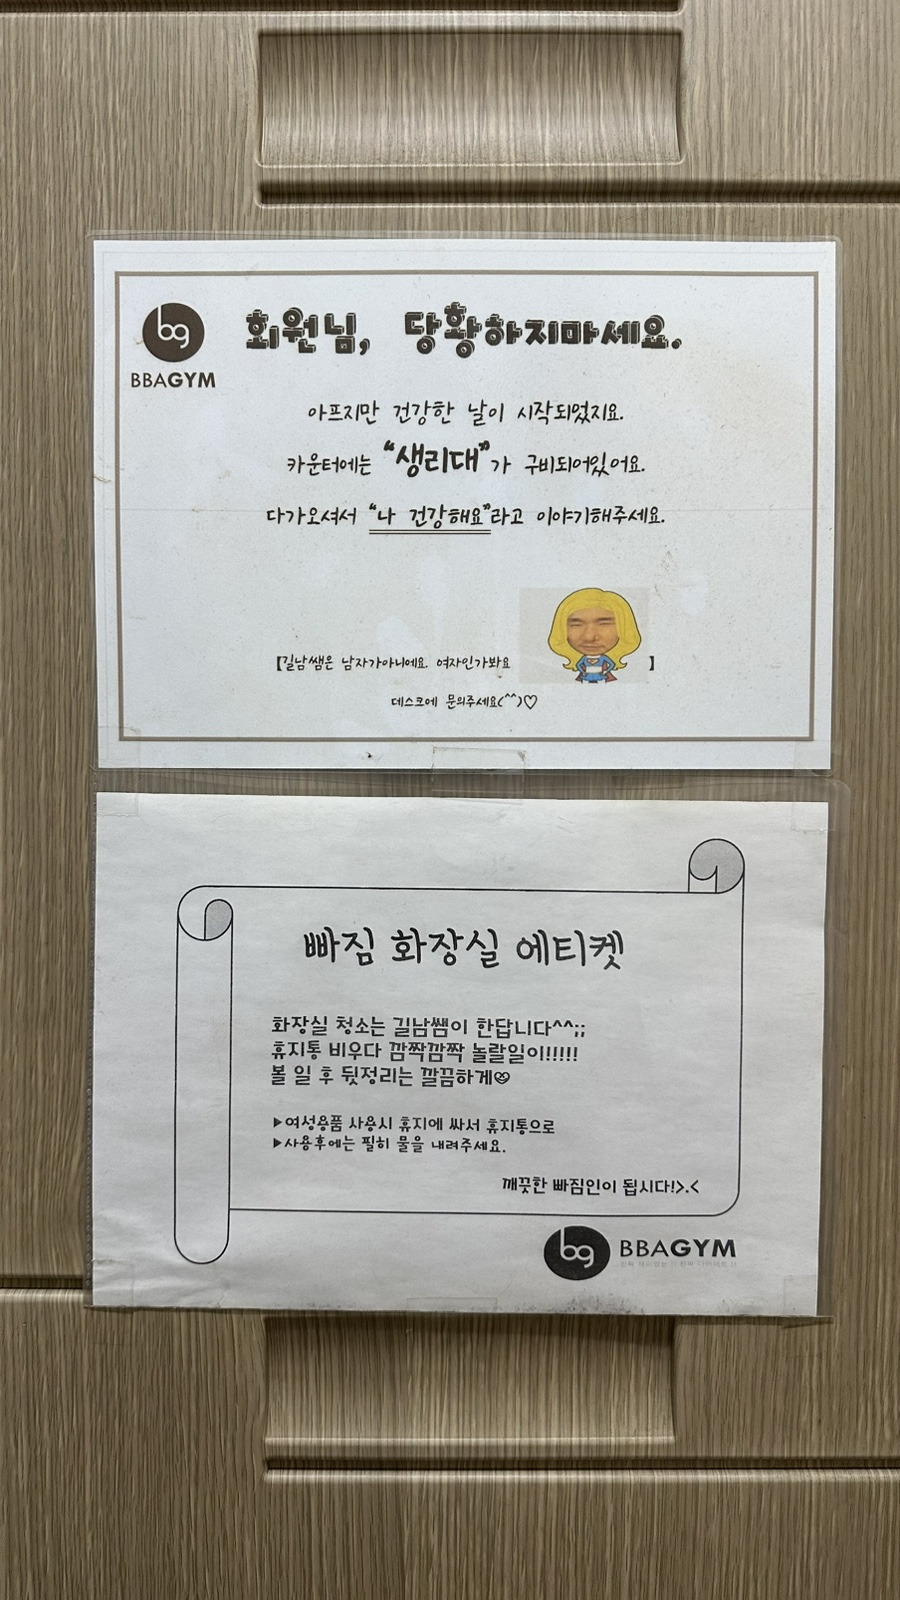 bg
BBAGYM
회원님, 당황하지마세요.
아프지만 건강한 날이 시작되었지요.
카운터에는 “생리대”가 구비되어있어요.
다가오셔서 “나 건강해요”라고 이야기해주세요.
【길남쌤은 남자가아니에요. 여자인가봐요 】
데스크에 문의주세요(^^)♡
빠짐 화장실 에티켓
화장실 청소는 길남쌤이 한답니다^^;;
휴지통 비우다 깜짝깜짝 놀랄일이!!!!!
볼 일 후 뒷정리는 깔끔하게
▶여성용품 사용시 휴지에 싸서 휴지통으로
▶사용후에는 필히 물을 내려주세요.
깨끗한 빠짐인이 됩시다!>.<
bg BBAGYM